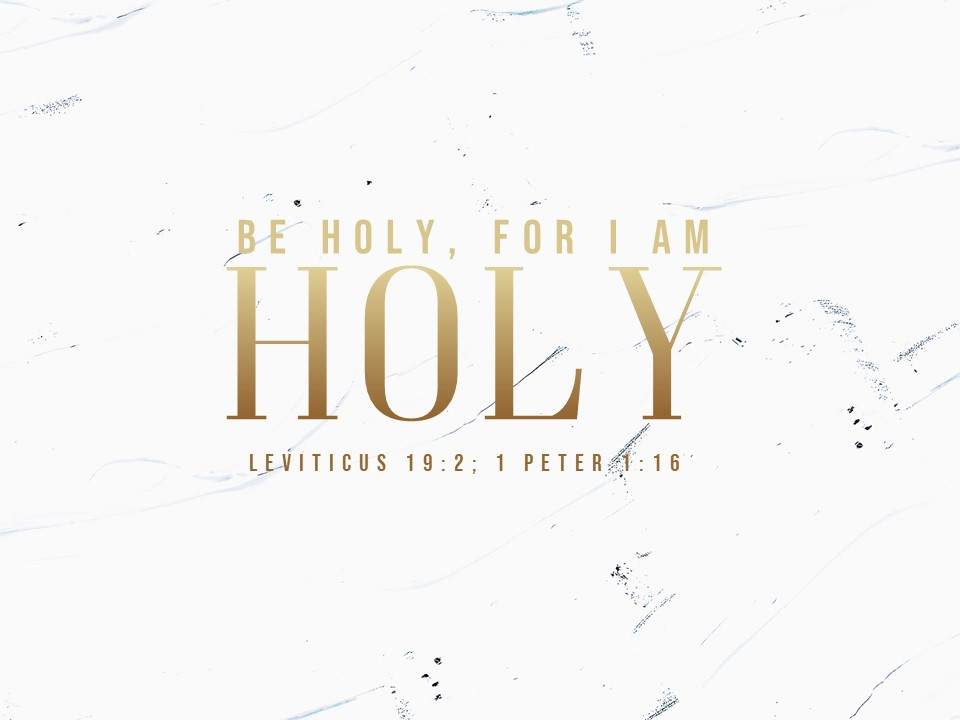 BE HOLY, FOR I AM
HOLY
LEVITICUS 19:2; 1 PETER 1:16